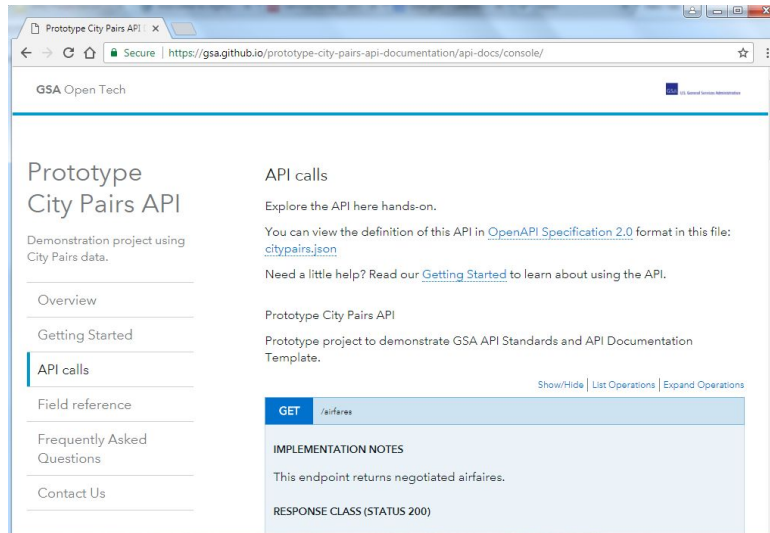 Prototype City Pairs API
Secure | https://gsa.github.io/prototype-city-pairs-api-documentation/api-docs/console/
GSA Open Tech
GSA U.S. General Services Administration
Prototype
City Pairs API
Demonstration project using
City Pairs data.
Overview
Getting Started
API calls
Field reference
Frequently Asked
Questions
Contact Us
API calls
Explore the API here hands-on.
You can view the definition of this API in OpenAPI Specification 2.0 format in this file:
citypairs.json
Need a little help? Read our Getting Started to learn about using the API.
Prototype City Pairs API
Prototype project to demonstrate GSA API Standards and API Documentation
Template.
Show/Hide | List Operations | Expand Operations
GET /airfares
IMPLEMENTATION NOTES
This endpoint returns negotiated airfaires.
RESPONSE CLASS (STATUS 200)